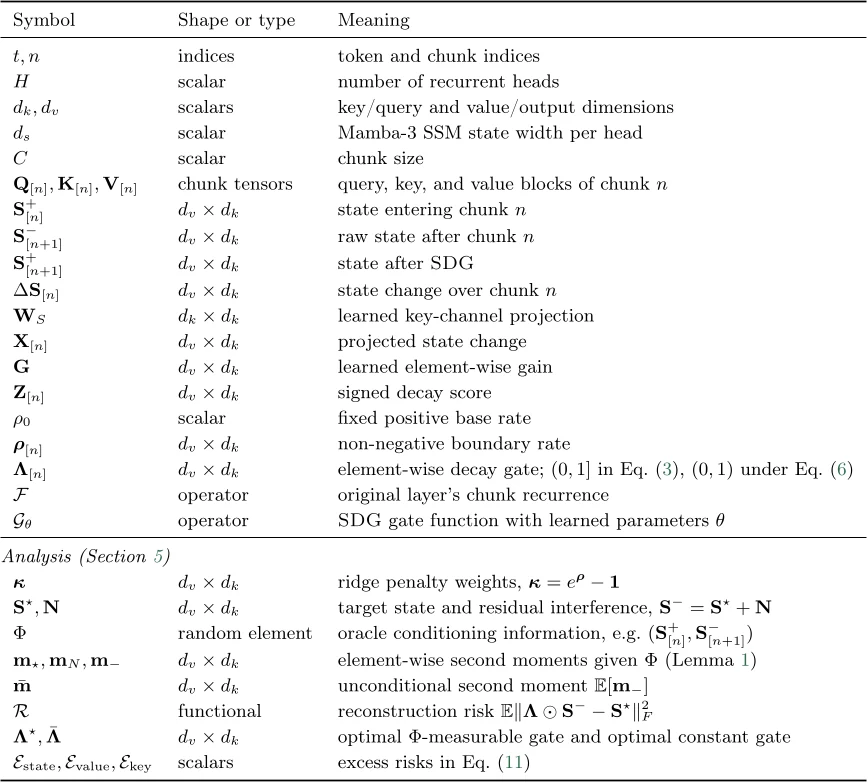 Symbol Shape or type Meaning
t, n indices token and chunk indices
H scalar number of recurrent heads
d_k, d_v scalars key/query and value/output dimensions
d_s scalar Mamba-3 SSM state width per head
C scalar chunk size
Q_[n], K_[n], V_[n] chunk tensors query, key, and value blocks of chunk n
S^+_[n] d_v × d_k state entering chunk n
S^−_[n+1] d_v × d_k raw state after chunk n
S^+_[n+1] d_v × d_k state after SDG
ΔS_[n] d_v × d_k state change over chunk n
W_S d_k × d_k learned key-channel projection
X_[n] d_v × d_k projected state change
G d_v × d_k learned element-wise gain
Z_[n] d_v × d_k signed decay score
ρ_0 scalar fixed positive base rate
ρ_[n] d_v × d_k non-negative boundary rate
Λ_[n] d_v × d_k element-wise decay gate; (0, 1] in Eq. (3), (0, 1) under Eq. (6)
ℱ operator original layer's chunk recurrence
𝒢_θ operator SDG gate function with learned parameters θ
Analysis (Section 5)
κ d_v × d_k ridge penalty weights, κ = e^ρ − 1
S^⋆, N d_v × d_k target state and residual interference, S^− = S^⋆ + N
Φ random element oracle conditioning information, e.g. (S^+_[n], S^−_[n+1])
m_⋆, m_N, m_− d_v × d_k element-wise second moments given Φ (Lemma 1)
m̄ d_v × d_k unconditional second moment 𝔼[m_−]
ℛ functional reconstruction risk 𝔼‖Λ ⊙ S^− − S^⋆‖^2_F
Λ^⋆, Λ̄ d_v × d_k optimal Φ-measurable gate and optimal constant gate
ℰ_state, ℰ_value, ℰ_key scalars excess risks in Eq. (11)